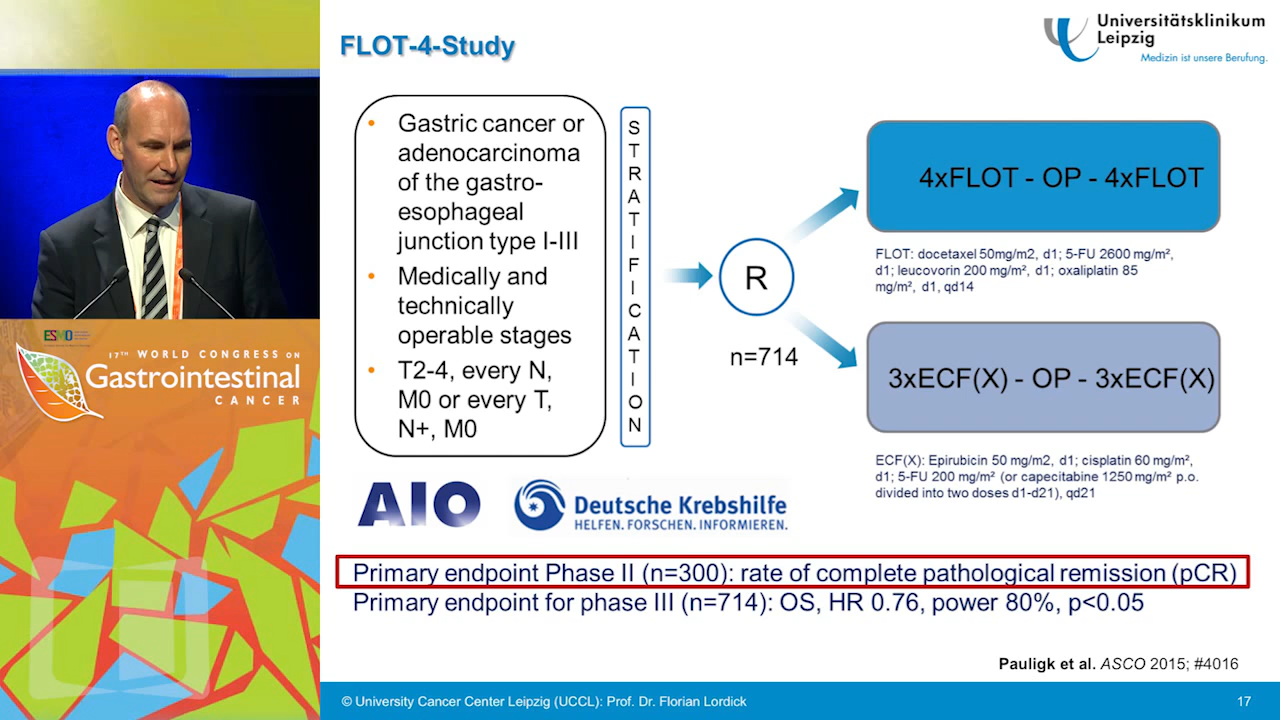 FLOT-4-Study
Universitätsklinikum
Leipzig
Medizin ist unsere Berufung.
• Gastric cancer or
adenocarcinoma
of the gastro-
esophageal
junction type I-III
• Medically and
technically
operable stages
• T2-4, every N,
M0 or every T,
N+, M0
S
T
R
A
T
I
F
I
C
A
T
I
O
N
R
n=714
4xFLOT - OP - 4xFLOT
FLOT: docetaxel 50mg/m2, d1; 5-FU 2600 mg/m²,
d1; leucovorin 200 mg/m², d1; oxaliplatin 85
mg/m², d1, qd14
3xECF(X) - OP - 3xECF(X)
ECF(X): Epirubicin 50 mg/m2, d1; cisplatin 60 mg/m²,
d1; 5-FU 200 mg/m² (or capecitabine 1250 mg/m² p.o.
divided into two doses d1-d21), qd21
AIO
Deutsche Krebshilfe
HELFEN. FORSCHEN. INFORMIEREN.
Primary endpoint Phase II (n=300): rate of complete pathological remission (pCR)
Primary endpoint for phase III (n=714): OS, HR 0.76, power 80%, p<0.05
Pauligk et al. ASCO 2015; #4016
© University Cancer Center Leipzig (UCCL): Prof. Dr. Florian Lordick
17
ESMO
17TH WORLD CONGRESS ON
Gastrointestinal
CANCER